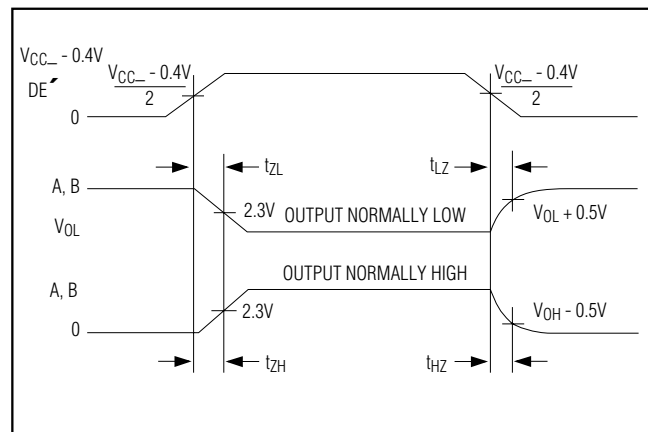 V_CC_ - 0.4V
DE´
0
V_CC_ - 0.4V
2
V_CC_ - 0.4V
2
t_ZL
t_LZ
A, B
V_OL
2.3V
OUTPUT NORMALLY LOW
V_OL + 0.5V
OUTPUT NORMALLY HIGH
A, B
0
2.3V
V_OH - 0.5V
t_ZH
t_HZ